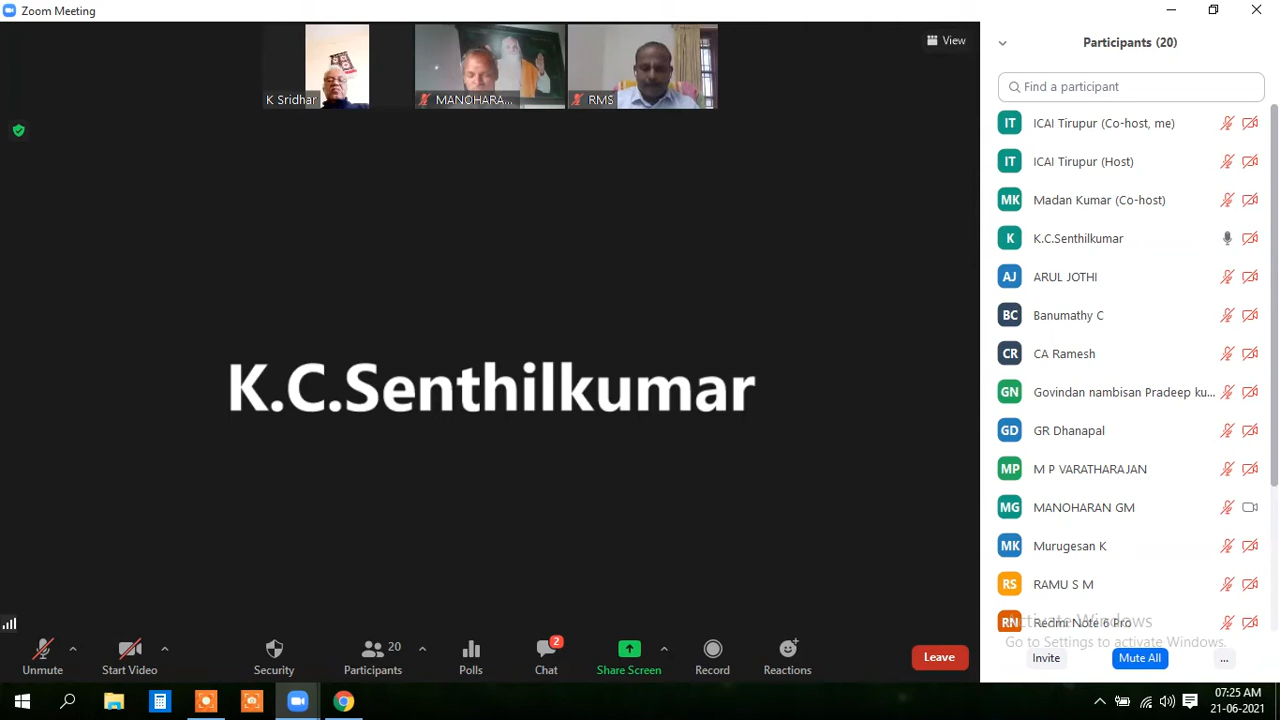 Zoom Meeting
View
K Sridhar
MANOHARA...
RMS
K.C.Senthilkumar
Participants (20)
Find a participant
IT ICAI Tirupur (Co-host, me)
IT ICAI Tirupur (Host)
MK Madan Kumar (Co-host)
K K.C.Senthilkumar
AJ ARUL JOTHI
BC Banumathy C
CR CA Ramesh
GN Govindan nambisan Pradeep ku...
GD GR Dhanapal
MP M P VARATHARAJAN
MG MANOHARAN GM
MK Murugesan K
RS RAMU S M
RN Redmi Note 6 Pro
Activate Windows
Go to Settings to activate Windows.
Invite
Mute All
...
Unmute
Start Video
Security
20
Participants
Polls
2
Chat
Share Screen
Record
Reactions
Leave
07:25 AM
21-06-2021